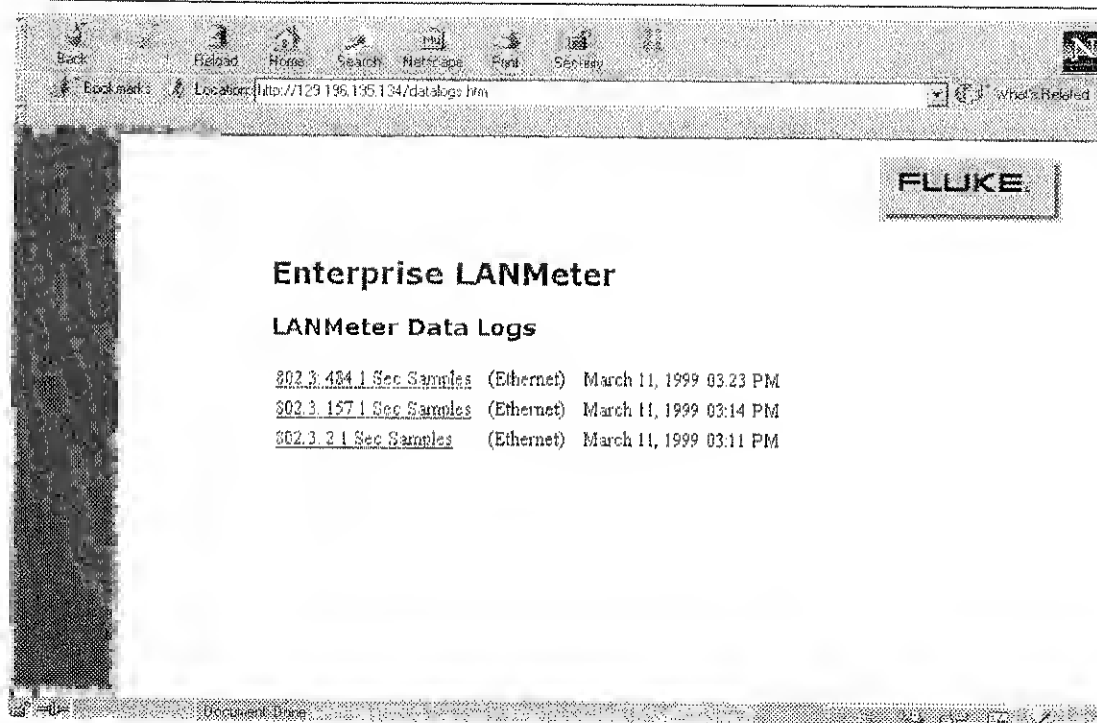 Back Reload Home Search Netscape Print Security
Bookmarks Location: http://129.196.195.134/datalogs.htm What's Related
N
FLUKE.
Enterprise LANMeter
LANMeter Data Logs
802.3: 484 1 Sec Samples (Ethernet) March 11, 1999 03:23 PM
802.3: 157 1 Sec Samples (Ethernet) March 11, 1999 03:14 PM
802.3: 2 1 Sec Samples (Ethernet) March 11, 1999 03:11 PM
Document: Done